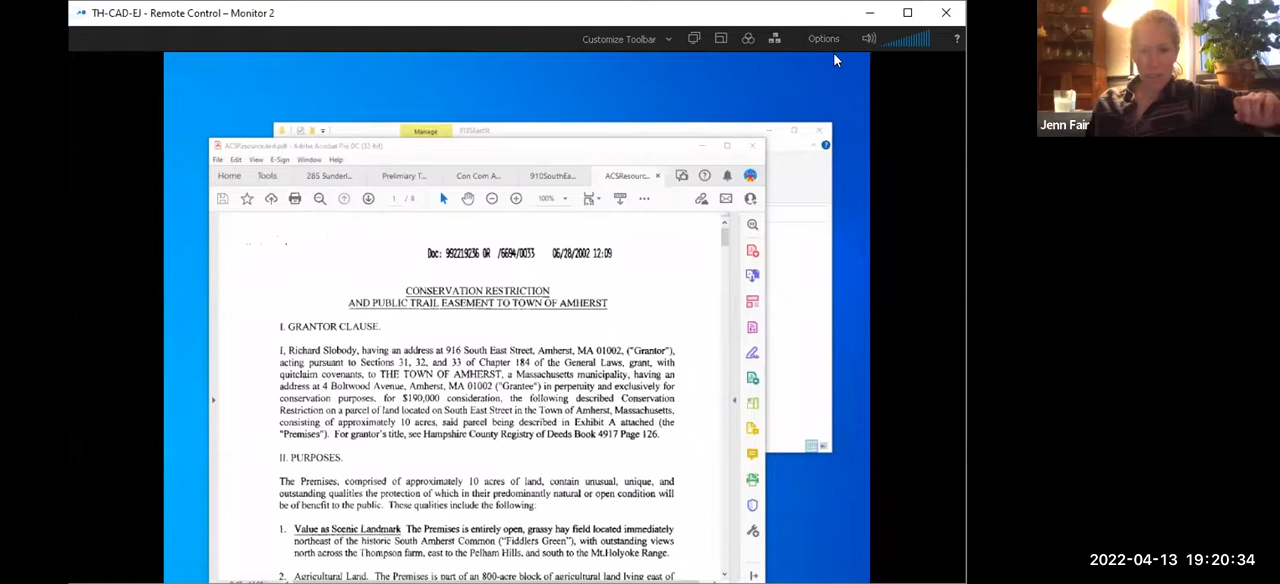 TH-CAD-EJ - Remote Control – Monitor 2
Customize Toolbar
Options
?
Manage
910SEastSt
ACSResourceard.pdf - Adobe Acrobat Pro DC (32-bit)
File Edit View E-Sign Window Help
Home Tools 285 Sunderl... Prelimary T... Con Com A... 910SouthEa... ACSResourc... ×
1 / 8
100%
Doc: 992219236 OR /6694/0033 06/28/2002 12:09
CONSERVATION RESTRICTION
AND PUBLIC TRAIL EASEMENT TO TOWN OF AMHERST
I. GRANTOR CLAUSE.
I, Richard Slobody, having an address at 916 South East Street, Amherst, MA 01002, ("Grantor"),
acting pursuant to Sections 31, 32, and 33 of Chapter 184 of the General Laws, grant, with
quitclaim covenants, to THE TOWN OF AMHERST, a Massachusetts municipality, having an
address at 4 Boltwood Avenue, Amherst, MA 01002 ("Grantee") in perpetuity and exclusively for
conservation purposes, for $190,000 consideration, the following described Conservation
Restriction on a parcel of land located on South East Street in the Town of Amherst, Massachusetts,
consisting of approximately 10 acres, said parcel being described in Exhibit A attached (the
"Premises"). For grantor's title, see Hampshire County Registry of Deeds Book 4917 Page 126.
II. PURPOSES.
The Premises, comprised of approximately 10 acres of land, contain unusual, unique, and
outstanding qualities the protection of which in their predominantly natural or open condition will
be of benefit to the public. These qualities include the following:
1. Value as Scenic Landmark The Premises is entirely open, grassy hay field located immediately
northeast of the historic South Amherst Common ("Fiddlers Green"), with outstanding views
north across the Thompson farm, east to the Pelham Hills, and south to the Mt.Holyoke Range.
2. Agricultural Land. The Premises is part of an 800-acre block of agricultural land lying east of
Jenn Fair
2022-04-13 19:20:34